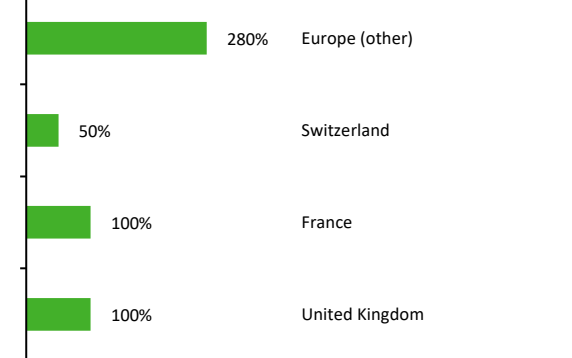 280% Europe (other)
50% Switzerland
100% France
100% United Kingdom